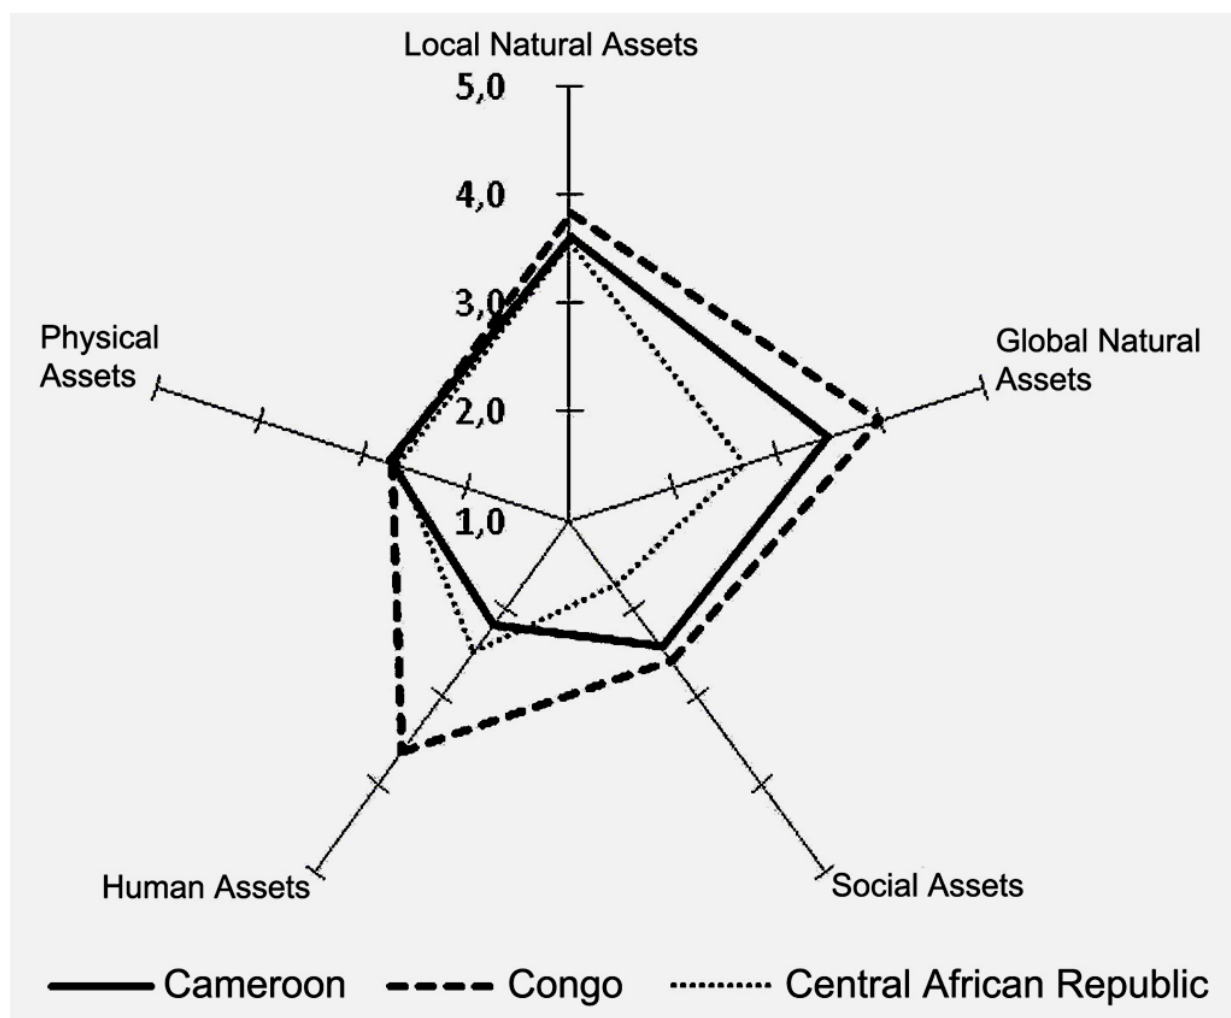 Local Natural Assets
5,0
4,0
3,0
2,0
1,0
Physical
Assets
Global Natural
Assets
Human Assets
Social Assets
Cameroon
Congo
Central African Republic